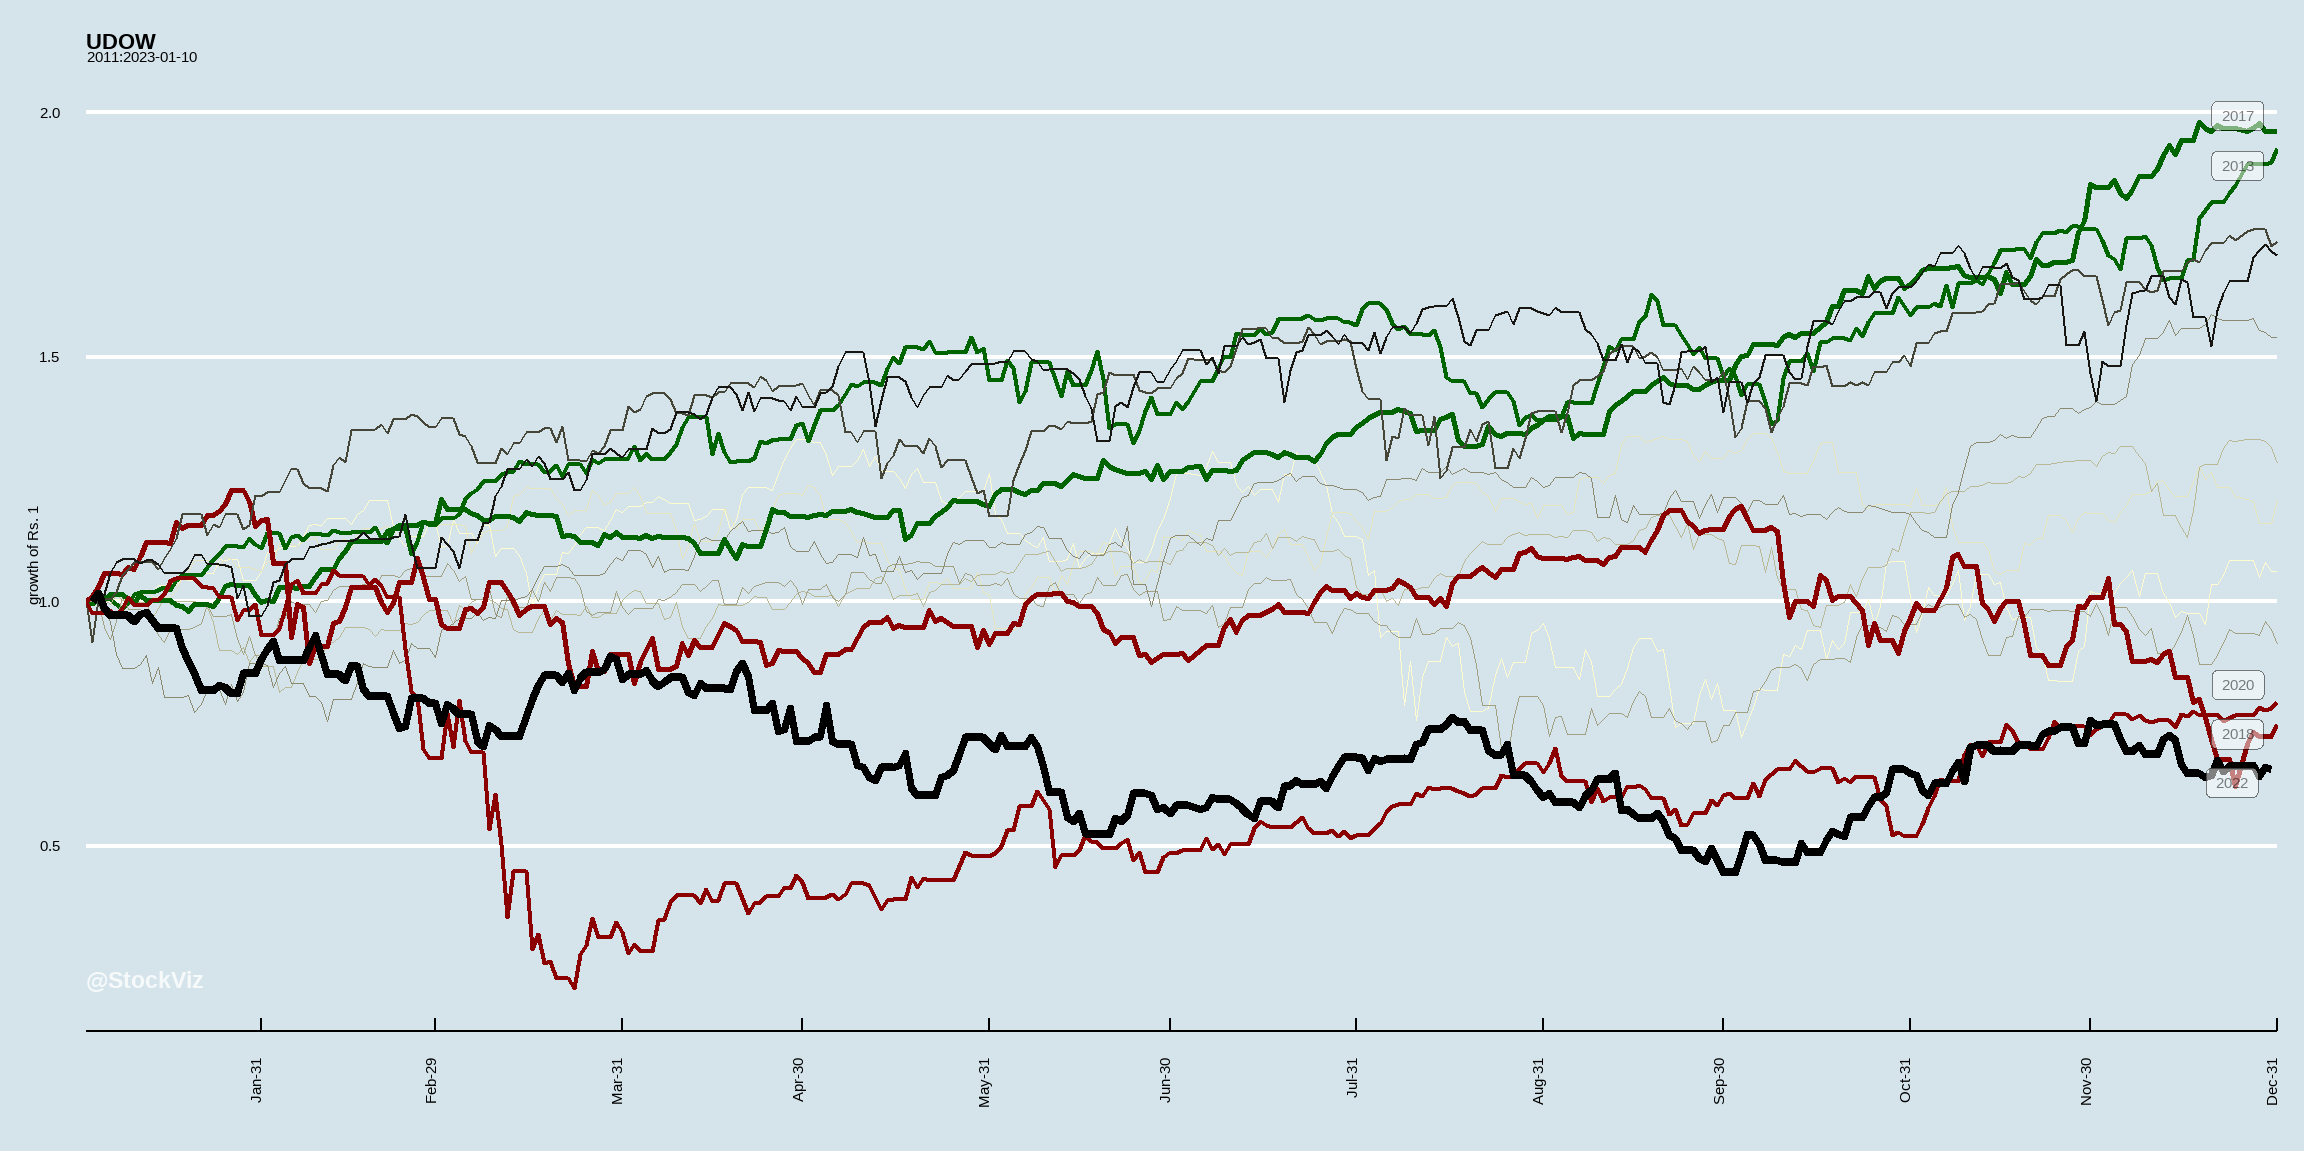 UDOW
2011:2023-01-10
growth of Rs. 1
2.0
1.5
1.0
0.5
2017
2013
2020
2018
2022
@StockViz
Jan-31
Feb-29
Mar-31
Apr-30
May-31
Jun-30
Jul-31
Aug-31
Sep-30
Oct-31
Nov-30
Dec-31